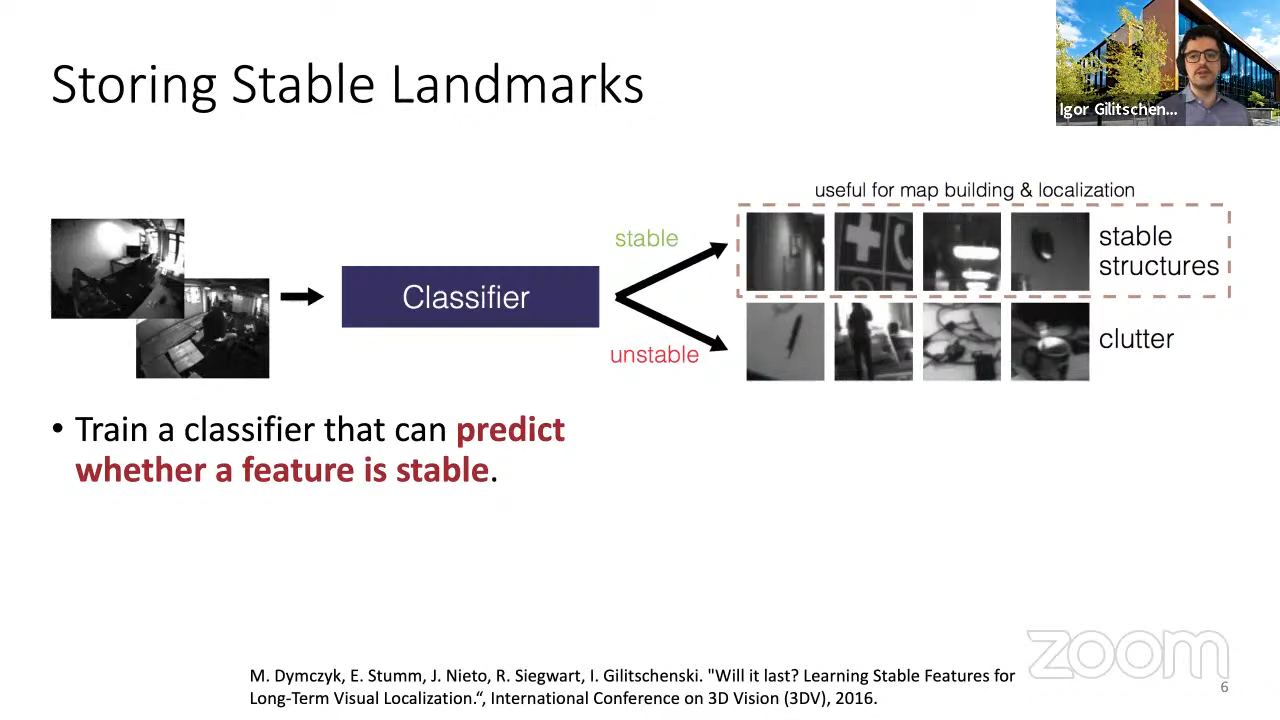 Storing Stable Landmarks
Igor Gilitschen...
useful for map building & localization
stable
stable
structures
Classifier
unstable
clutter
• Train a classifier that can predict
whether a feature is stable.
M. Dymczyk, E. Stumm, J. Nieto, R. Siegwart, I. Gilitschenski. "Will it last? Learning Stable Features for
Long-Term Visual Localization.“, International Conference on 3D Vision (3DV), 2016.
zoom
6